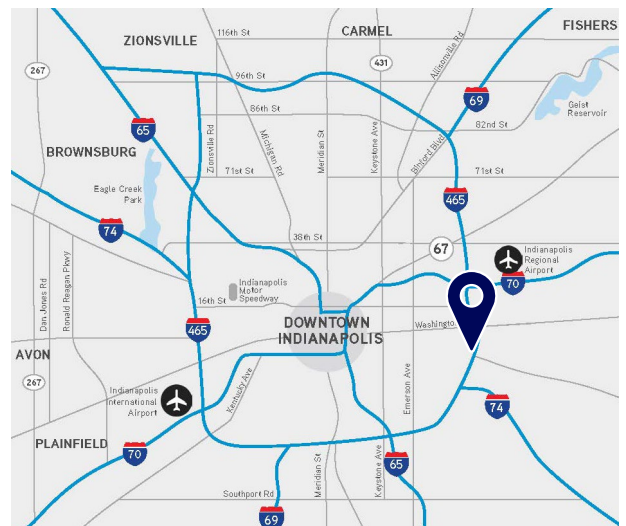 FISHERS
CARMEL
ZIONSVILLE
116th St
Allisonville Rd
267
431
96th St
69
Geist
Reservoir
86th St
82nd St
65
Zionsville Rd
Michigan Rd
Meridian St
Keystone Ave
Binford Blvd
BROWNSBURG
71st St
71st St
Eagle Creek
Park
465
74
38th St
67
Indianapolis
Regional
Airport
70
Dan Jones Rd
Ronald Reagan Pkwy
Indianapolis
Motor
Speedway
16th St
465
DOWNTOWN
INDIANAPOLIS
Washington
AVON
267
Indianapolis
International
Airport
Kentucky Ave
Emerson Ave
74
PLAINFIELD
70
65
Meridian St
Keystone Ave
Southport Rd
69